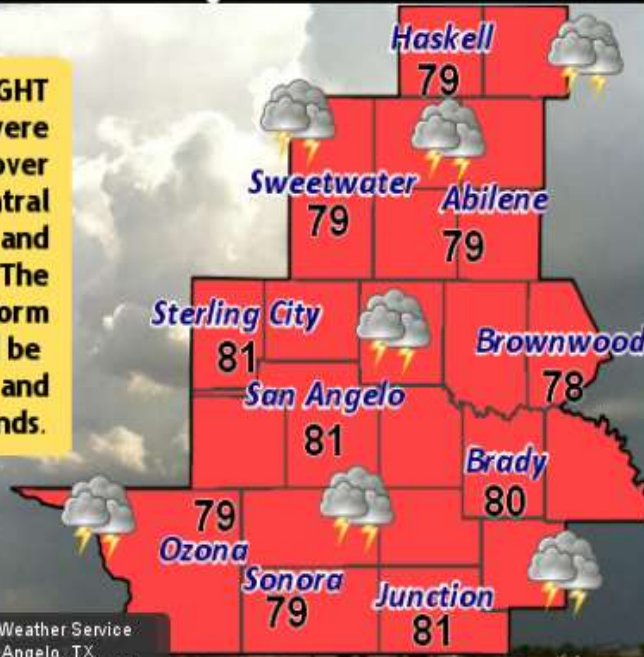 GHT
vere
over
tral
and
The
orm
be
and
nds.
Haskell
79
Sweetwater
79
Abilene
79
Sterling City
81
Brownwood
78
San Angelo
81
Brady
80
79
Ozona
Sonora
79
Junction
81
Weather Service
Angelo, TX